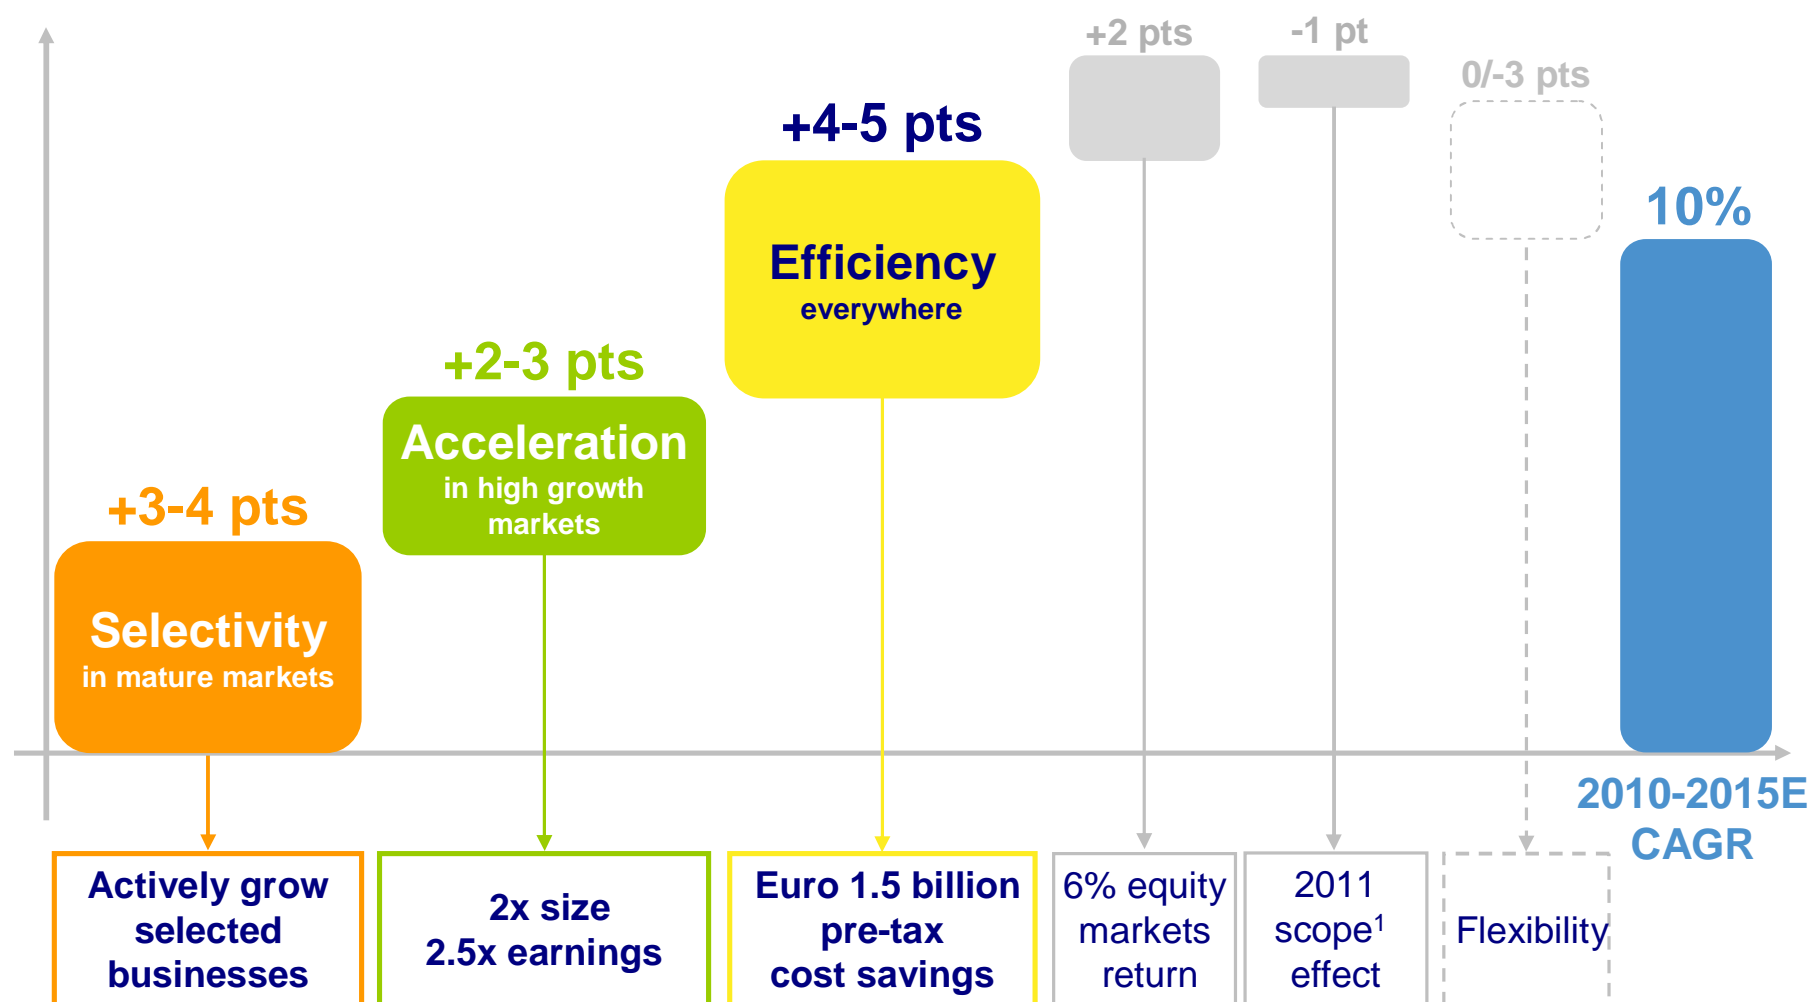 +2 pts
-1 pt
0/-3 pts
+4-5 pts
10%
Efficiency
everywhere
+2-3 pts
Acceleration
in high growth
markets
+3-4 pts
Selectivity
in mature markets
2010-2015E
CAGR
Actively grow
selected
businesses
2x size
2.5x earnings
Euro 1.5 billion
pre-tax
cost savings
6% equity
markets
return
2011
scope¹
effect
Flexibility